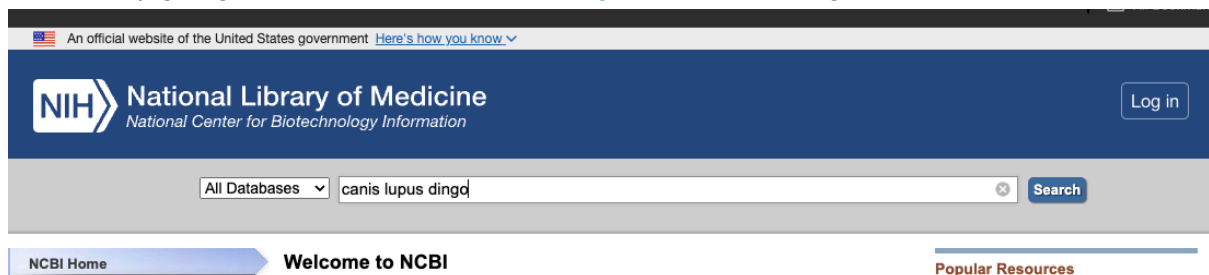 An official website of the United States government Here's how you know
NIH National Library of Medicine
National Center for Biotechnology Information
Log in
All Databases canis lupus dingo Search
NCBI Home
Welcome to NCBI
Popular Resources